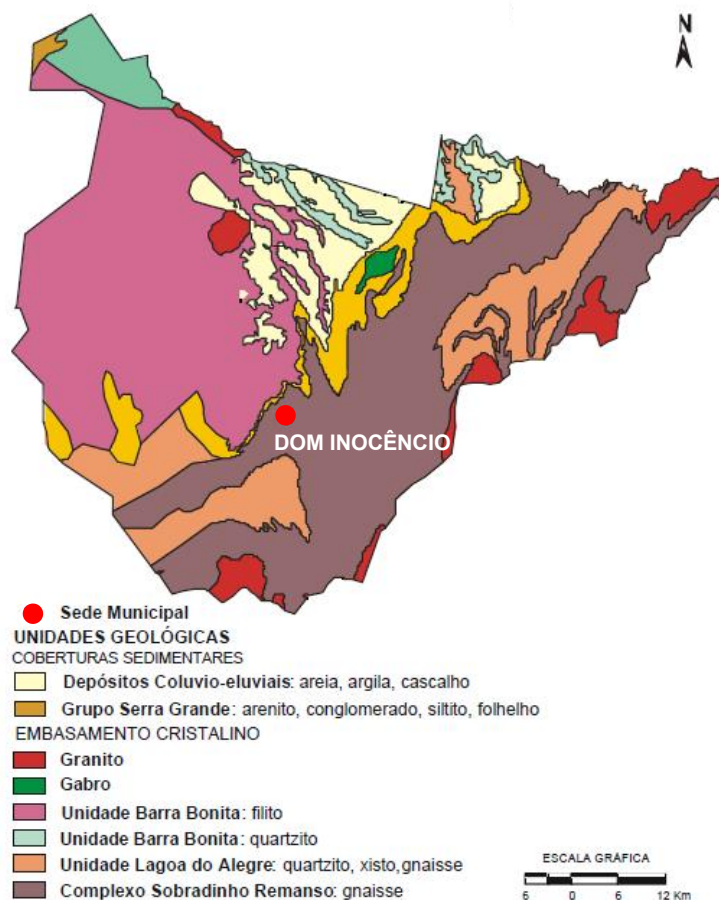 N
DOM INOCÊNCIO
Sede Municipal
UNIDADES GEOLÓGICAS
COBERTURAS SEDIMENTARES
Depósitos Coluvio-eluviais: areia, argila, cascalho
Grupo Serra Grande: arenito, conglomerado, siltito, folhelho
EMBASAMENTO CRISTALINO
Granito
Gabro
Unidade Barra Bonita: filito
Unidade Barra Bonita: quartzito
Unidade Lagoa do Alegre: quartzito, xisto,gnaisse
Complexo Sobradinho Remanso: gnaisse
ESCALA GRÁFICA
6 0 6 12 Km